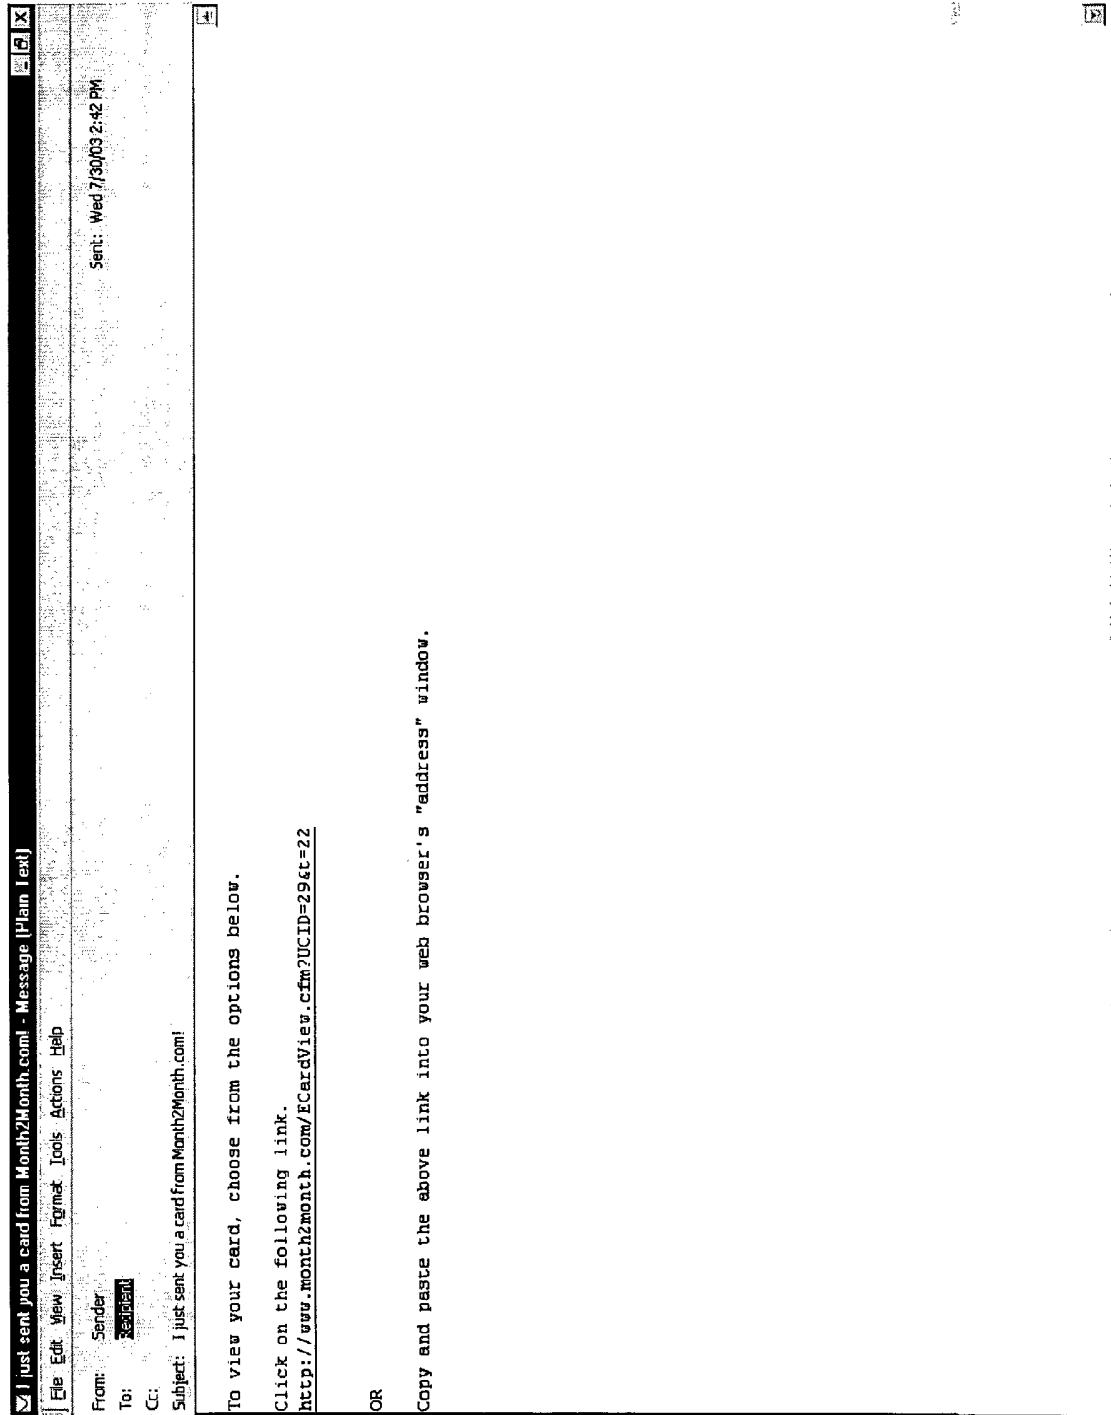 I just sent you a card from Month2Month.com! - Message (Plain Text)
File Edit View Insert Format Tools Actions Help
From: Sender
Sent: Wed 7/30/03 2:42 PM
To: Recipient
Cc:
Subject: I just sent you a card from Month2Month.com!
To view your card, choose from the options below.
Click on the following link.
http://www.month2month.com/ECardView.cfm?UCID=29&t=22
OR
Copy and paste the above link into your web browser's "address" window.